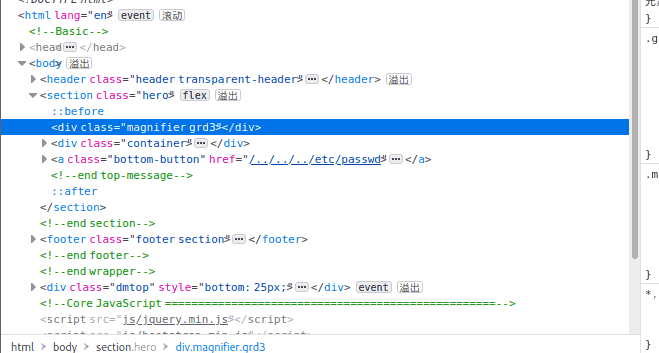 <html lang="en"> event 滚动
<!--Basic-->
<head> ··· </head>
<body> 溢出
<header class="header transparent-header"> ··· </header> 溢出
<section class="hero"> flex 溢出
::before
<div class="magnifier grd3"></div>
<div class="container"> ··· </div>
<a class="bottom-button" href="/../../../etc/passwd"> ··· </a>
<!--end top-message-->
::after
</section>
<!--end section-->
<footer class="footer section"> ··· </footer>
<!--end footer-->
<!--end wrapper-->
<div class="dmtop" style="bottom: 25px;"> ··· </div> event 溢出
<!--Core JavaScript ==================================================-->
<script src="js/jquery.min.js"></script>
html > body > section.hero > div.magnifier.grd3
}
.g
}
.m
}
*,
}